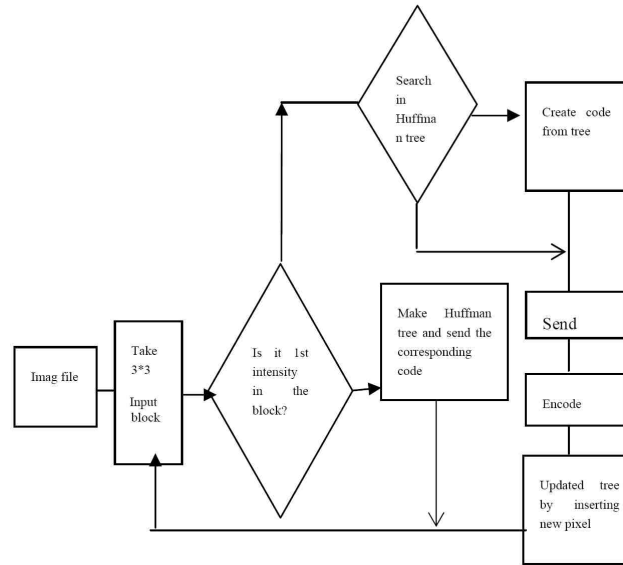 Imag file
Take
3*3
Input
block
Is it 1st
intensity
in the
block?
Search
in
Huffma
n tree
Create code
from tree
Make Huffman
tree and send the
corresponding
code
Send
Encode
Updated tree
by inserting
new pixel